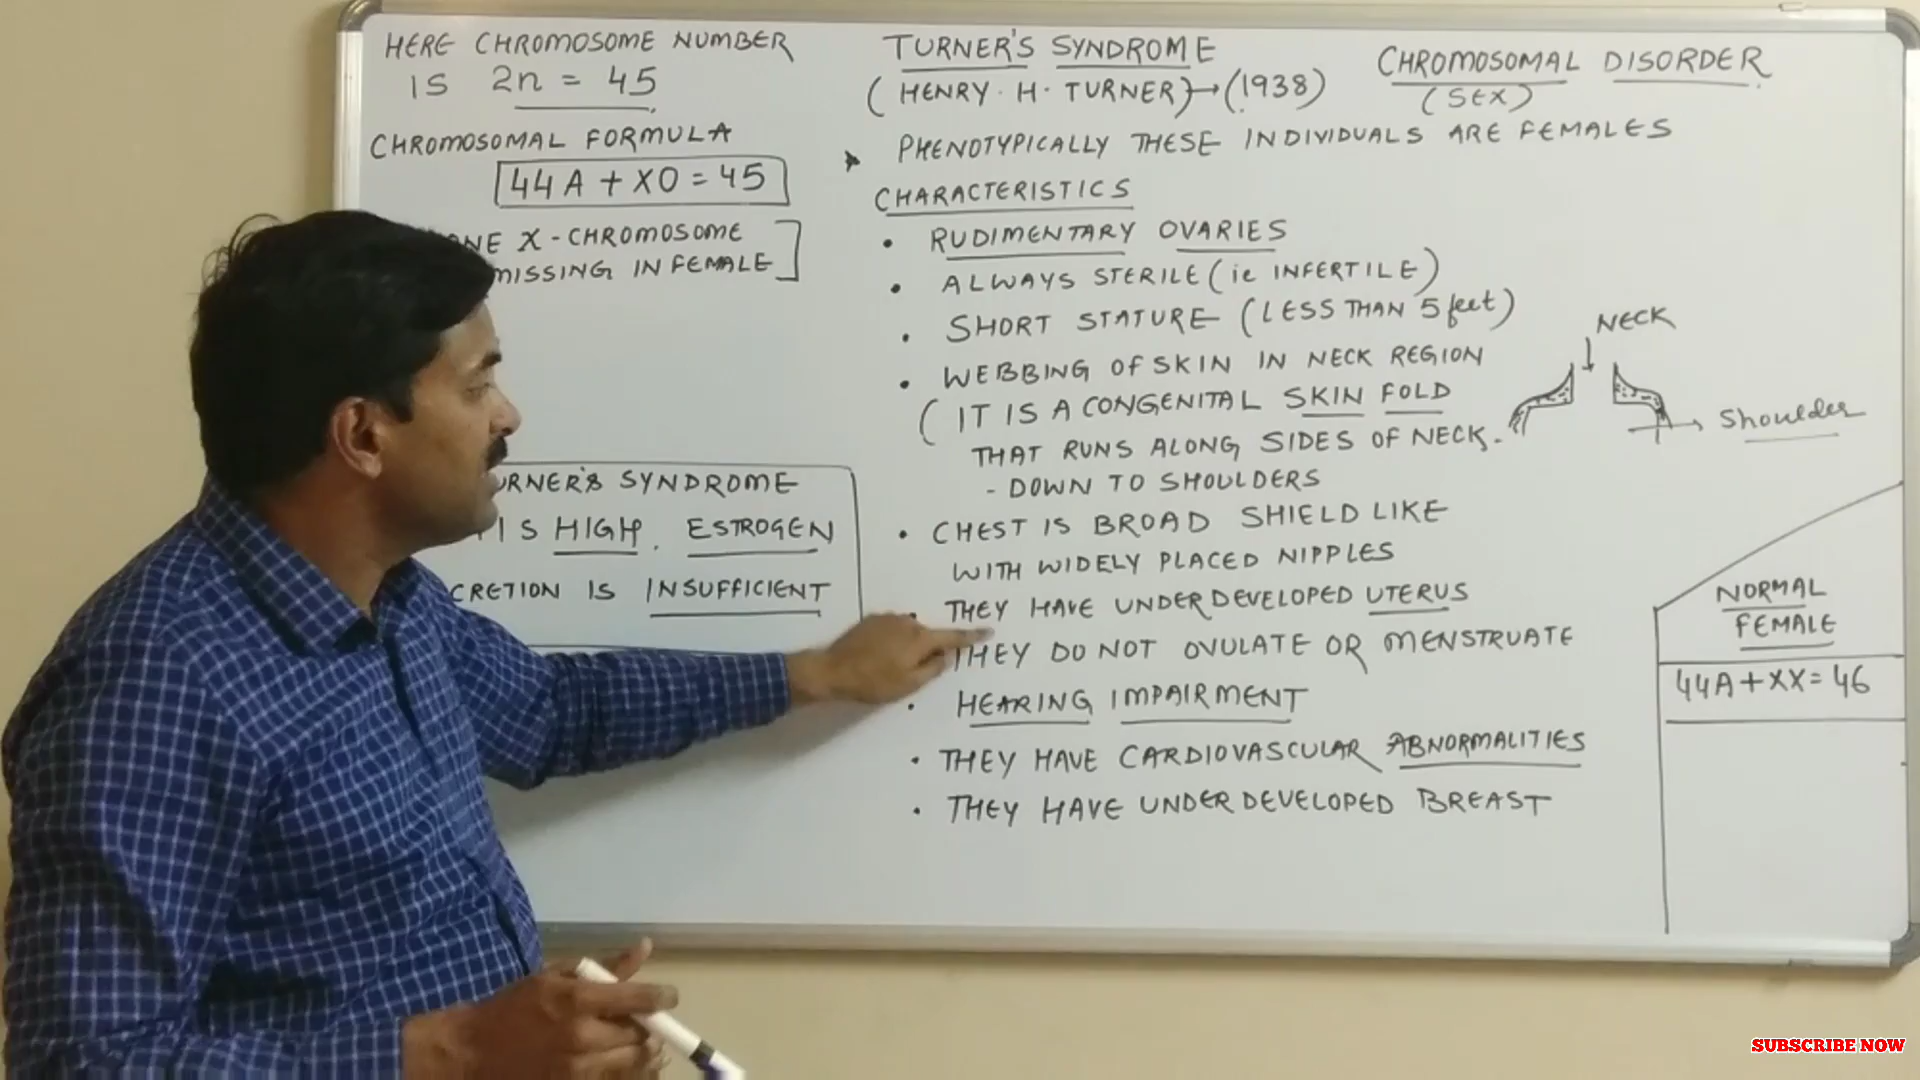 HERE CHROMOSOME NUMBER
IS 2n = 45
CHROMOSOMAL FORMULA
44A + XO = 45
X - CHROMOSOME
MISSING IN FEMALE
SYNDROME
IS HIGH. ESTROGEN
IS INSUFFICIENT
TURNER'S SYNDROME
(HENRY. H. TURNER) → (1938)
CHROMOSOMAL DISORDER
(SEX)
PHENOTYPICALLY THESE INDIVIDUALS ARE FEMALES
CHARACTERISTICS
• RUDIMENTARY OVARIES
• ALWAYS STERILE (ie INFERTILE)
• SHORT STATURE (LESS THAN 5 feet)
• WEBBING OF SKIN IN NECK REGION
(IT IS A CONGENITAL SKIN FOLD
THAT RUNS ALONG SIDES OF NECK.
- DOWN TO SHOULDERS
• CHEST IS BROAD SHIELD LIKE
WITH WIDELY PLACED NIPPLES
• THEY HAVE UNDERDEVELOPED UTERUS
THEY DO NOT OVULATE OR MENSTRUATE
• HEARING IMPAIRMENT
• THEY HAVE CARDIOVASCULAR ABNORMALITIES
• THEY HAVE UNDERDEVELOPED BREAST
NECK
Shoulder
NORMAL
FEMALE
44A + XX = 46
SUBSCRIBE NOW